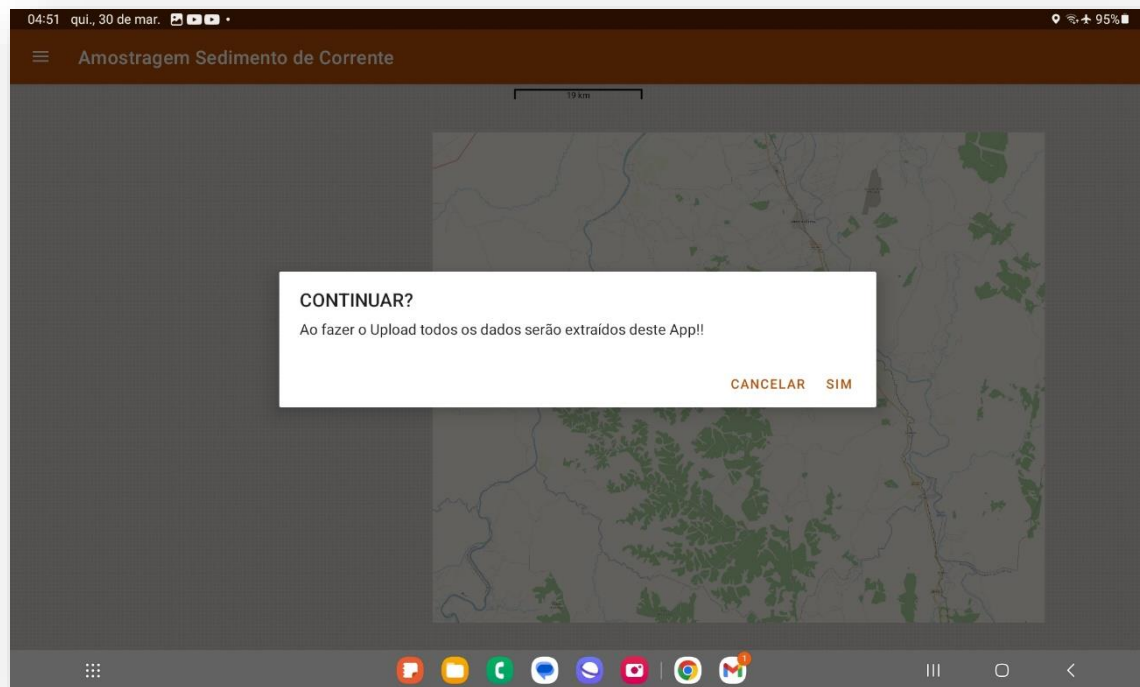 04:51 qui., 30 de mar.
95%
Amostragem Sedimento de Corrente
19 km
CONTINUAR?
Ao fazer o Upload todos os dados serão extraídos deste App!!
CANCELAR SIM
1